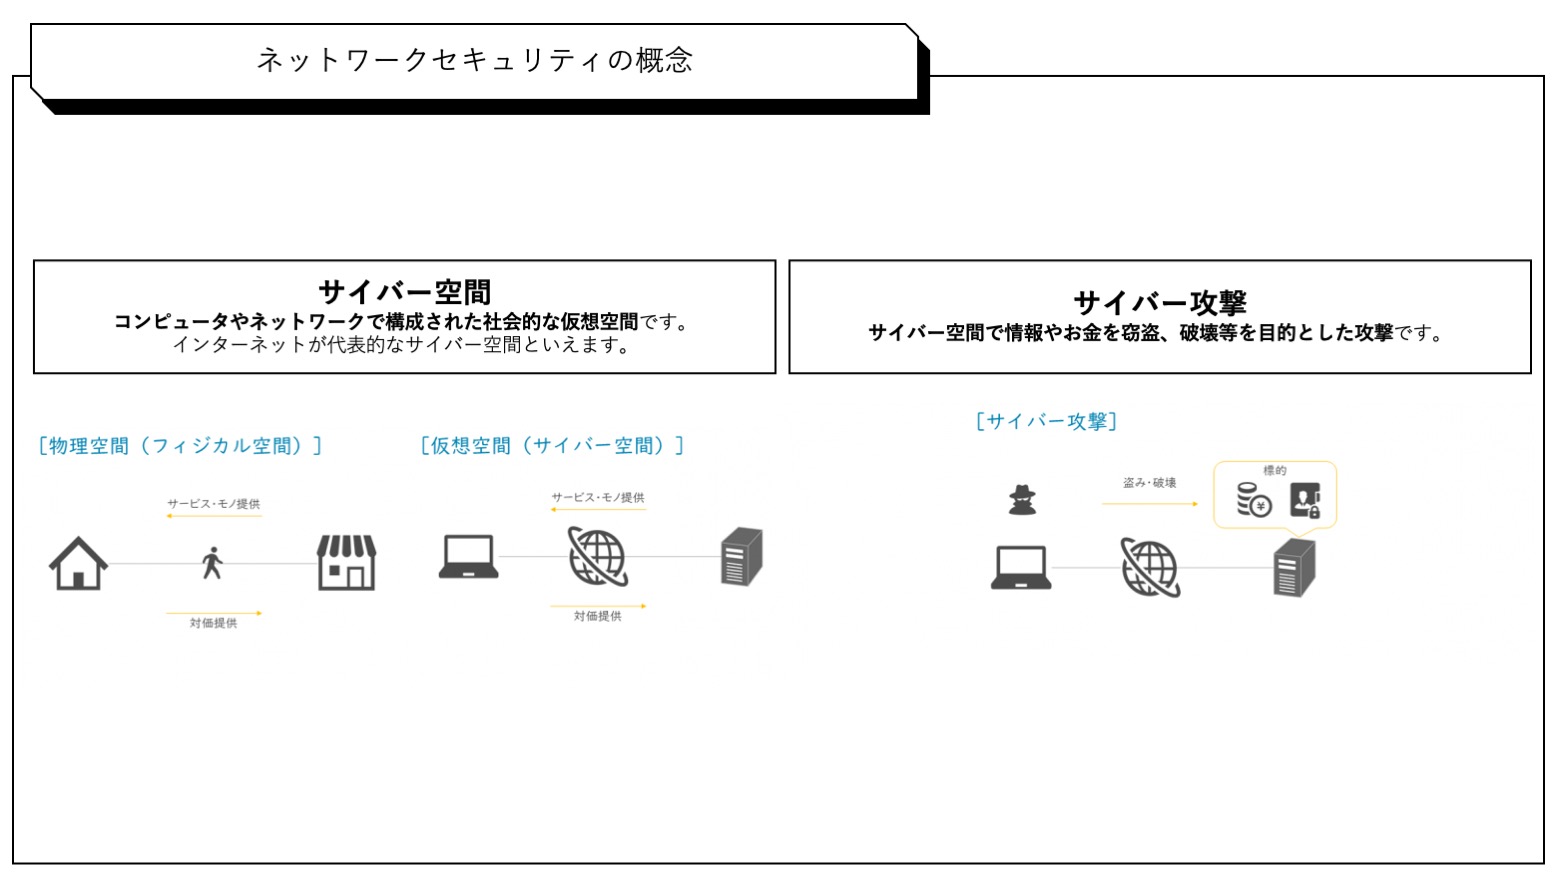 ネットワークセキュリティの概念
サイバー空間
コンピュータやネットワークで構成された社会的な仮想空間です。
インターネットが代表的なサイバー空間といえます。
サイバー攻撃
サイバー空間で情報やお金を窃盗、破壊等を目的とした攻撃です。
［物理空間（フィジカル空間）］
サービス・モノ提供
対価提供
［仮想空間（サイバー空間）］
サービス・モノ提供
対価提供
［サイバー攻撃］
盗み・破壊
標的
¥